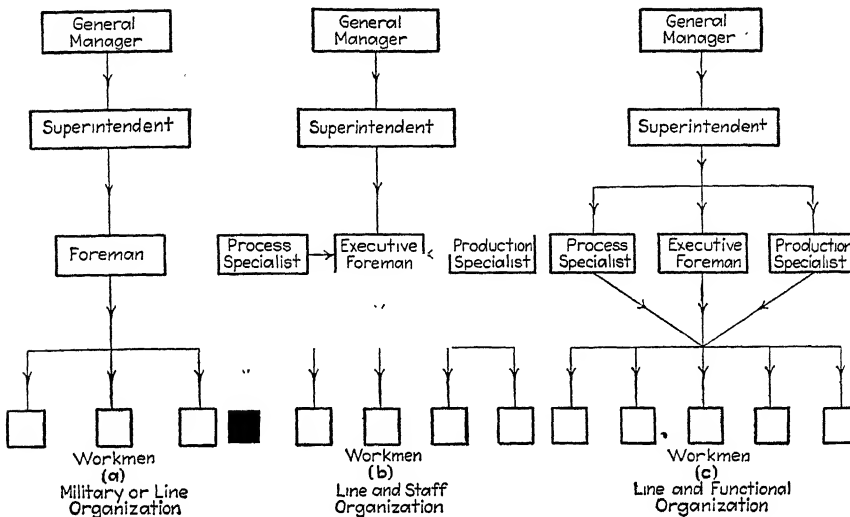 General
Manager
Superintendent
Foreman
Workmen
(a)
Military or Line
Organization
General
Manager
Superintendent
Process
Specialist
Executive
Foreman
Production
Specialist
Workmen
(b)
Line and Staff
Organization
General
Manager
Superintendent
Process
Specialist
Executive
Foreman
Production
Specialist
Workmen
(c)
Line and Functional
Organization